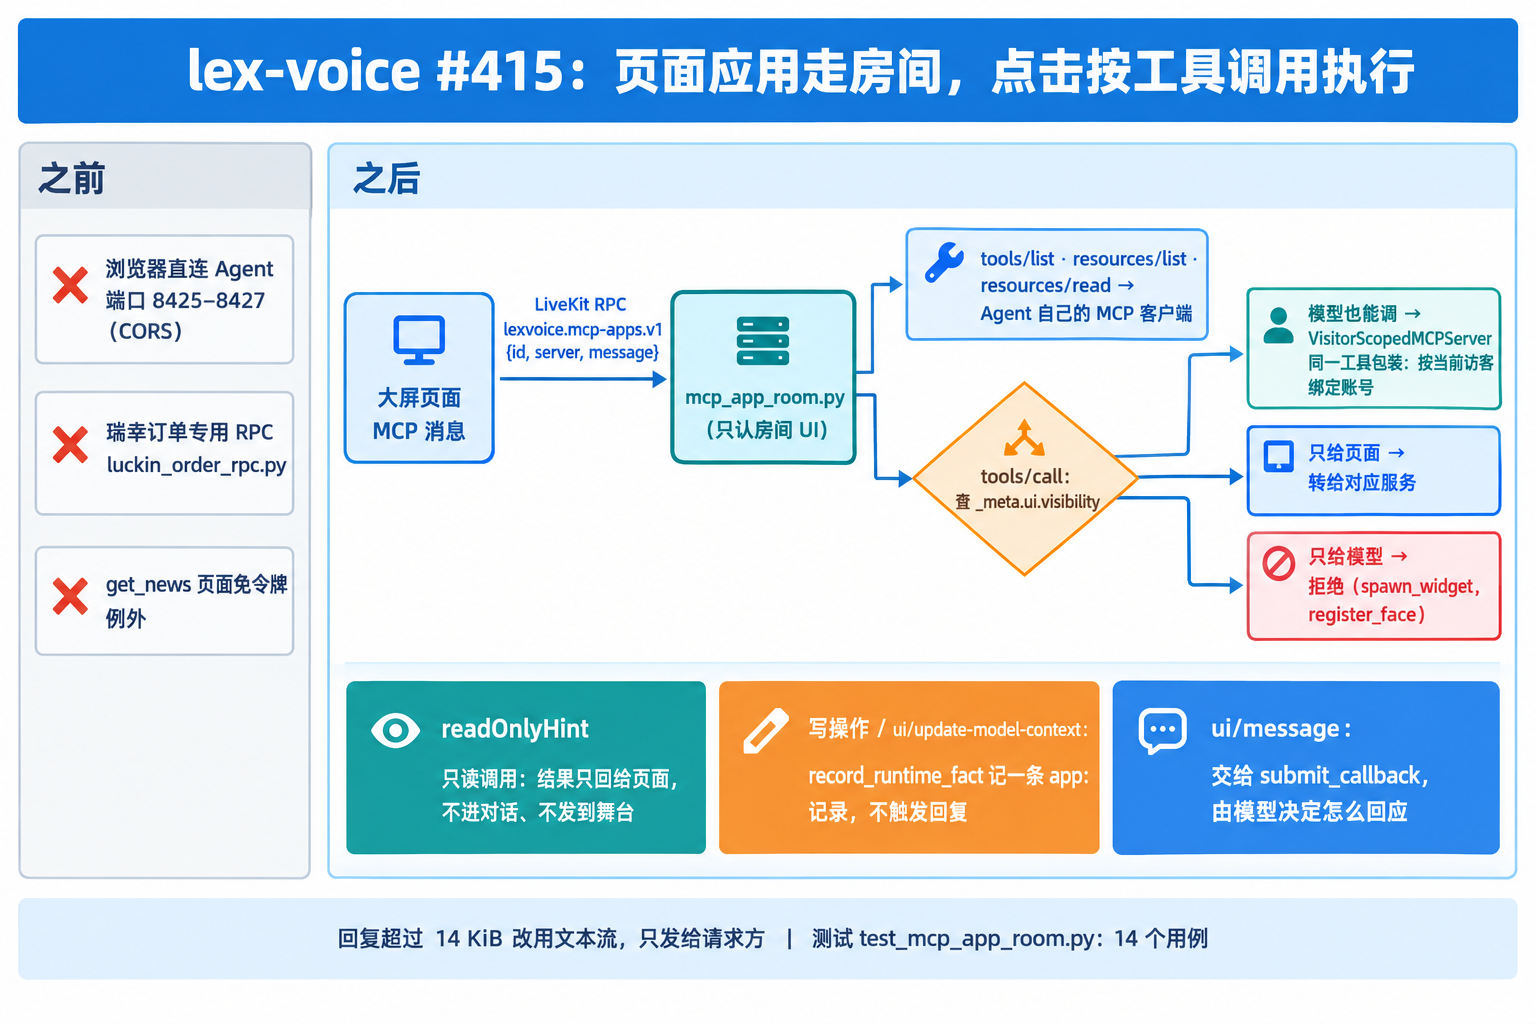 lex-voice #415：页面应用走房间，点击按工具调用执行
之前
浏览器直连 Agent
端口 8425–8427
（CORS）
瑞幸订单专用 RPC
luckin_order_rpc.py
get_news 页面免令牌
例外
之后
大屏页面
MCP 消息
LiveKit RPC
lexvoice.mcp-apps.v1
{id, server, message}
mcp_app_room.py
（只认房间 UI）
tools/list · resources/list ·
resources/read →
Agent 自己的 MCP 客户端
tools/call：
查 _meta.ui.visibility
模型也能调 →
VisitorScopedMCPServer
同一工具包装：按当前访客
绑定账号
只给页面 →
转给对应服务
只给模型 →
拒绝（spawn_widget，
register_face）
readOnlyHint
只读调用：结果只回给页面，
不进对话、不发到舞台
写操作 / ui/update-model-context：
record_runtime_fact 记一条 app:
记录，不触发回复
ui/message：
交给 submit_callback，
由模型决定怎么回应
回复超过 14 KiB 改用文本流，只发给请求方 | 测试 test_mcp_app_room.py：14 个用例